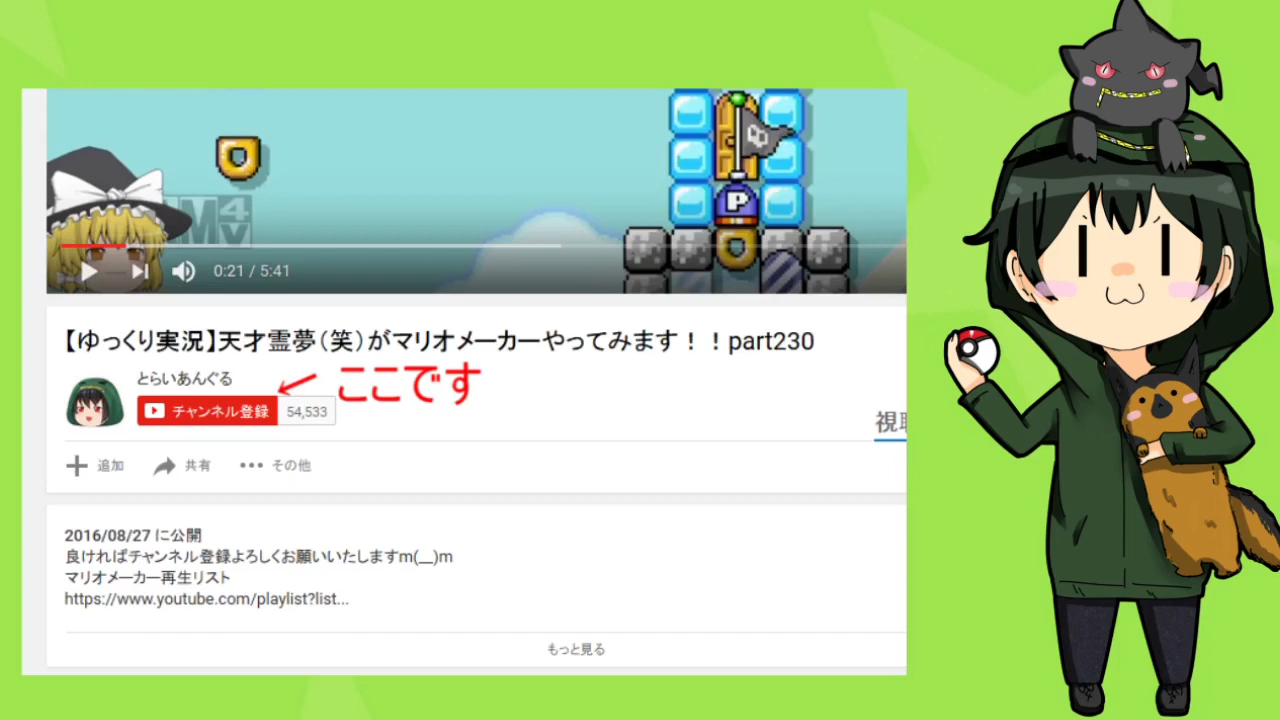 M4V
P
0:21 / 5:41
【ゆっくり実況】天才霊夢（笑）がマリオメーカーやってみます！！part230
とらいあんぐる
チャンネル登録 54,533
ここです
視聴
追加 共有 その他
2016/08/27 に公開
良ければチャンネル登録よろしくお願いいたしますm(__)m
マリオメーカー再生リスト
https://www.youtube.com/playlist?list...
もっと見る